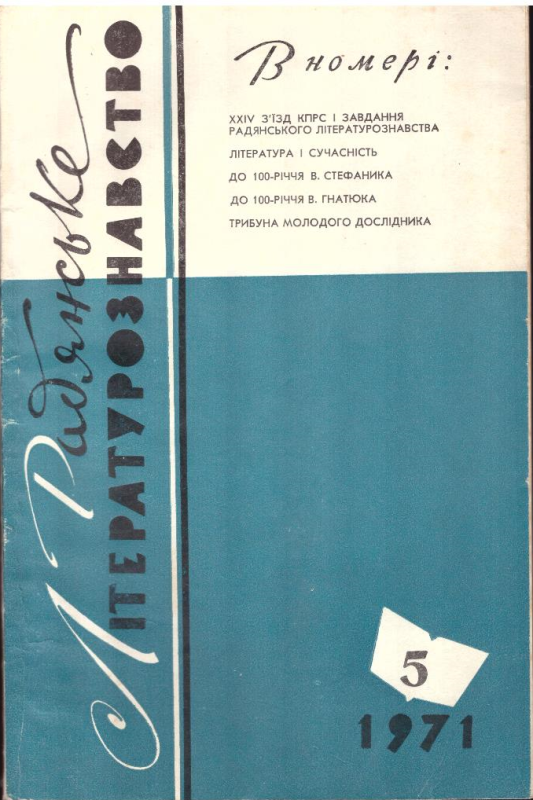 Радянське
Літературознавство
В номері:
XXIV З'ЇЗД КПРС І ЗАВДАННЯ
РАДЯНСЬКОГО ЛІТЕРАТУРОЗНАВСТВА
ЛІТЕРАТУРА І СУЧАСНІСТЬ
ДО 100-РІЧЧЯ В. СТЕФАНИКА
ДО 100-РІЧЧЯ В. ГНАТЮКА
ТРИБУНА МОЛОДОГО ДОСЛІДНИКА
5
1971